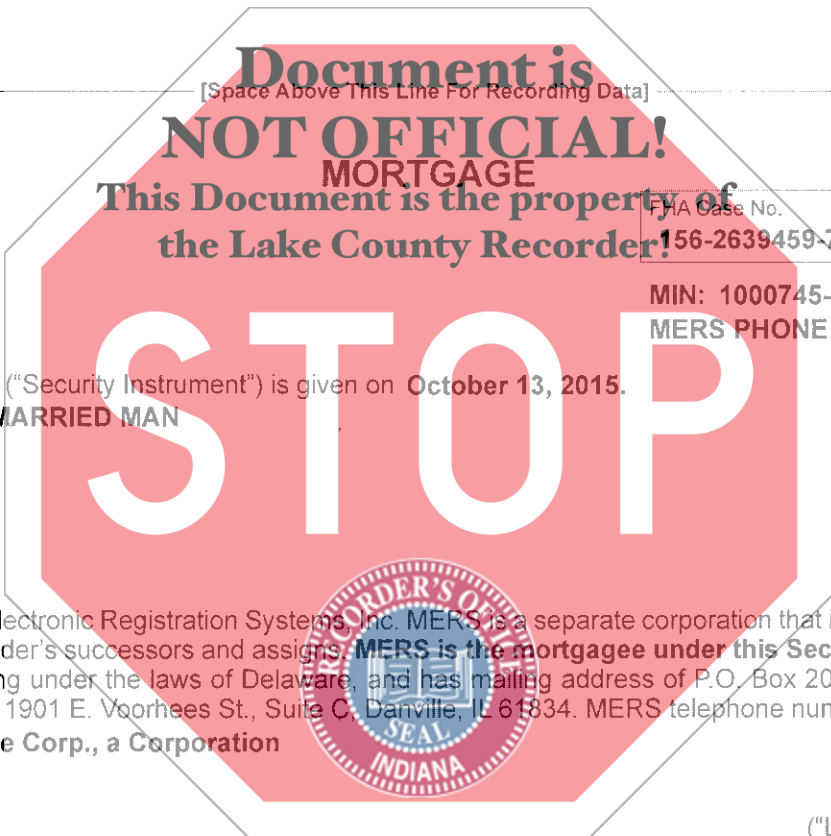 Document is
[Space Above This Line For Recording Data]
NOT OFFICIAL!
MORTGAGE
This Document is the property of
FHA Case No.
the Lake County Recorder!
156-2639459-7
MIN: 1000745-
MERS PHONE
STOP
("Security Instrument") is given on October 13, 2015.
MARRIED MAN
RECORDER'S OFFICE
lectronic Registration Systems, Inc. MERS is a separate corporation that i
der's successors and assigns. MERS is the mortgagee under this Sec
ng under the laws of Delaware, and has mailing address of P.O. Box 20
1901 E. Voorhees St., Suite C, Danville, IL 61834. MERS telephone nun
e Corp., a Corporation
SEAL
INDIANA
("L